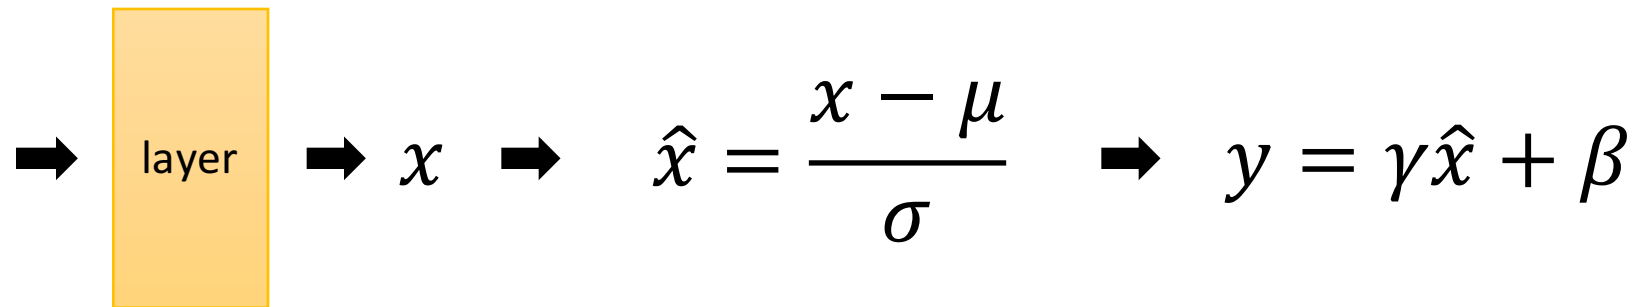 layer ➡ x ➡ x̂ = (x − μ) / σ ➡ y = γx̂ + β